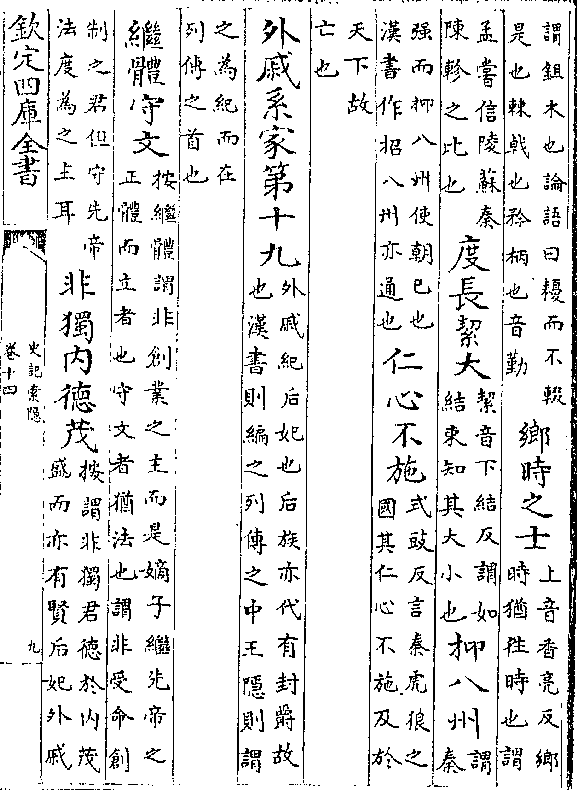 謂鉏木也論語曰耰而不輟
是也棘戟也矜柄也音勤
鄉時之士
上音香亮反鄉
時猶往時也謂
孟嘗信陵蘇秦
陳軫之比也
度長絜大
絜音下結反謂如
結束知其大小也
抑八州
謂
秦
强而抑八州使朝已也
漢書作招八州亦通也
仁心不施
式豉反言秦虎狼之
國其仁心不施及於
天下故
亡也
外戚系家第十九
外戚紀后妃也后族亦代有封爵故
也漢書則編之列傳之中王隱則謂
之為紀而在
列傳之首也
繼體守文
按繼體謂非創業之主而是嫡子繼先帝之
正體而立者也守文者猶法也謂非受命創
制之君但守先帝
法度為之主耳
非獨内德茂
按謂非獨君德於内茂
盛而亦有賢后妃外戚
欽定四庫全書
史記索隱
卷十四
九